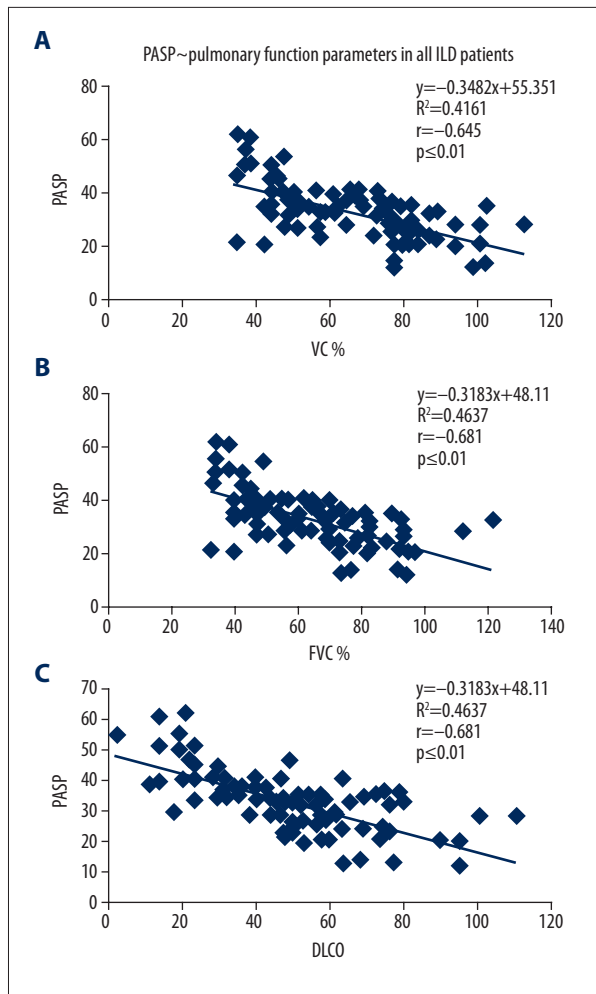 A
PASP~pulmonary function parameters in all ILD patients
80
60
40
20
0
PASP
y=−0.3482x+55.351
R²=0.4161
r=−0.645
p≤0.01
0 20 40 60 80 100 120
VC %
B
80
60
40
20
0
PASP
y=−0.3183x+48.11
R²=0.4637
r=−0.681
p≤0.01
0 20 40 60 80 100 120 140
FVC %
C
70
60
50
40
30
20
10
0
PASP
y=−0.3183x+48.11
R²=0.4637
r=−0.681
p≤0.01
0 20 40 60 80 100 120
DLCO